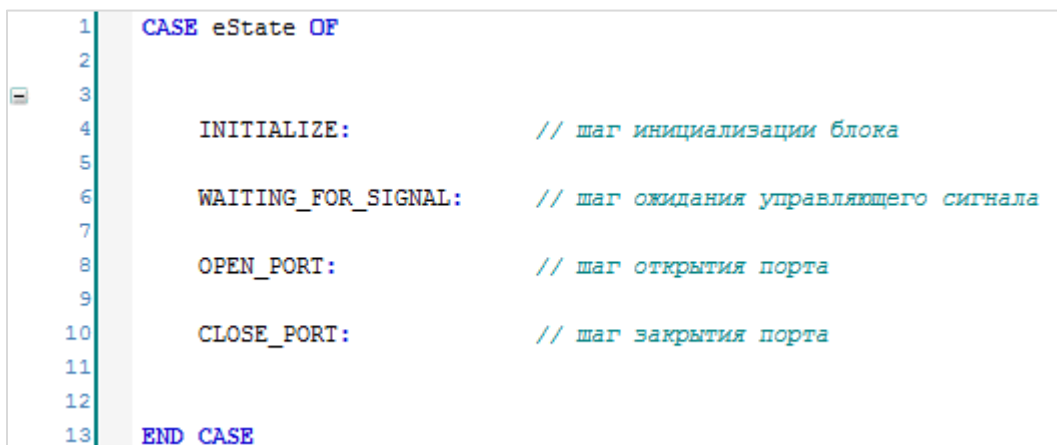 1 CASE eState OF
2
3
4 INITIALIZE: // шаг инициализации блока
5
6 WAITING_FOR_SIGNAL: // шаг ожидания управляющего сигнала
7
8 OPEN_PORT: // шаг открытия порта
9
10 CLOSE_PORT: // шаг закрытия порта
11
12
13 END_CASE